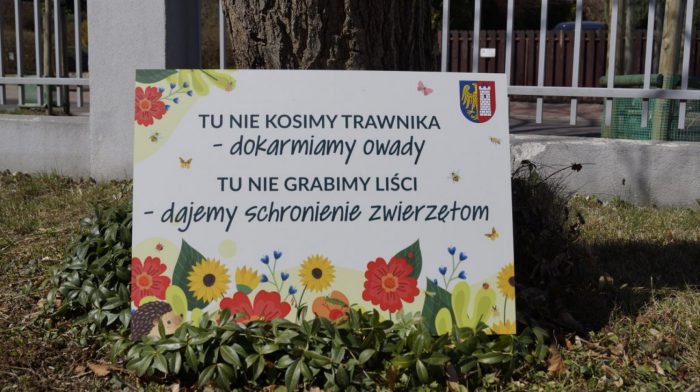 TU NIE KOSIMY TRAWNIKA
- dokarmiamy owady
TU NIE GRABIMY LIŚCI
- dajemy schronienie zwierzętom